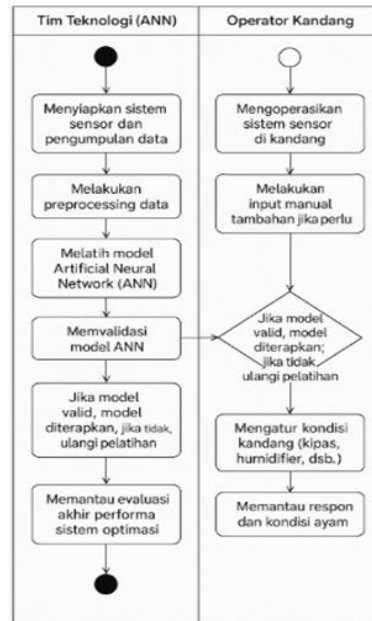 Tim Teknologi (ANN)
Menyiapkan sistem
sensor dan
pengumpulan data
Melakukan
preprocessing data
Melatih model
Artificial Neural
Network (ANN)
Memvalidasi
model ANN
Jika model
valid, model
diterapkan, jika tidak,
ulangi pelatihan
Memantau evaluasi
akhir performa
sistem optimasi
Operator Kandang
Mengoperasikan
sistem sensor
di kandang
Melakukan
input manual
tambahan jika perlu
Jika model
valid, model
diterapkan;
jika tidak,
ulangi pelatihan
Mengatur kondisi
kandang (kipas,
humidifier, dsb.)
Memantau respon
dan kondisi ayam